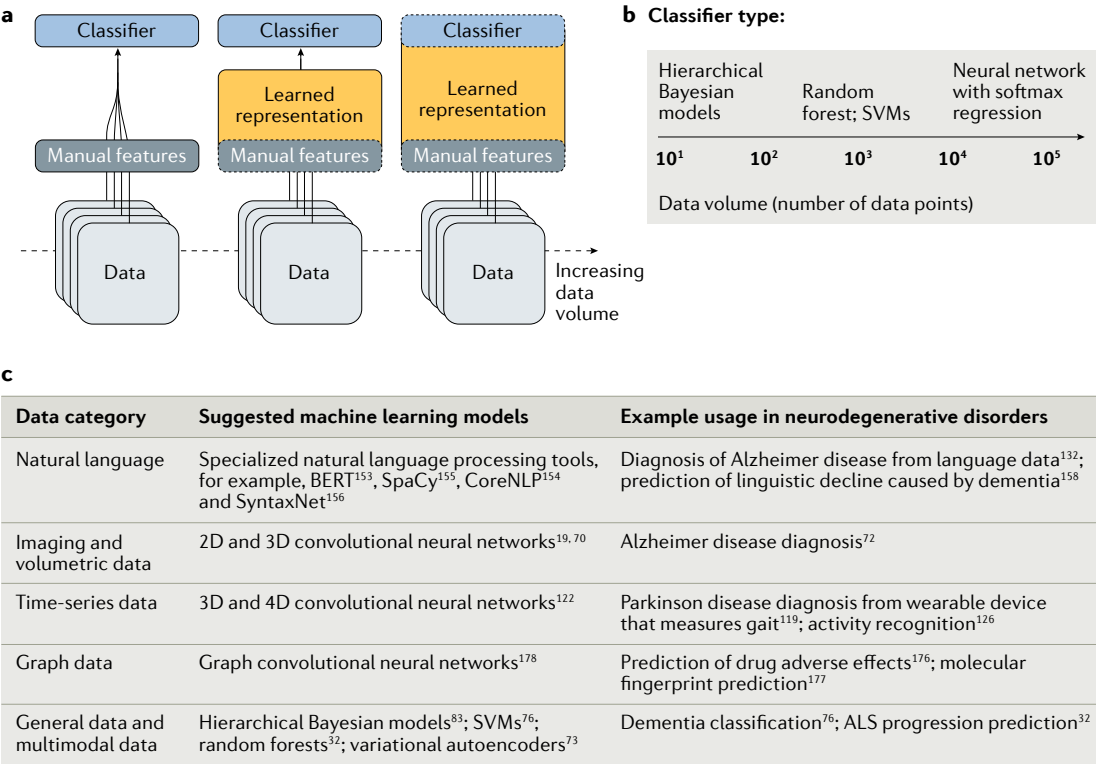 a
Classifier
Classifier
Classifier
Learned
representation
Learned
representation
Manual features
Manual features
Manual features
Data
Data
Data
Increasing
data
volume
b Classifier type:
Hierarchical
Bayesian
models
Random
forest; SVMs
Neural network
with softmax
regression
10¹ 10² 10³ 10⁴ 10⁵
Data volume (number of data points)
c
Data category Suggested machine learning models Example usage in neurodegenerative disorders
Natural language
Specialized natural language processing tools,
for example, BERT¹⁵³, SpaCy¹⁵⁵, CoreNLP¹⁵⁴
and SyntaxNet¹⁵⁶
Diagnosis of Alzheimer disease from language data¹³²;
prediction of linguistic decline caused by dementia¹⁵⁸
Imaging and
volumetric data
2D and 3D convolutional neural networks¹⁹,⁷⁰
Alzheimer disease diagnosis⁷²
Time-series data
3D and 4D convolutional neural networks¹²²
Parkinson disease diagnosis from wearable device
that measures gait¹¹⁹; activity recognition¹²⁶
Graph data
Graph convolutional neural networks¹⁷⁸
Prediction of drug adverse effects¹⁷⁶; molecular
fingerprint prediction¹⁷⁷
General data and
multimodal data
Hierarchical Bayesian models⁸³; SVMs⁷⁶;
random forests³²; variational autoencoders⁷³
Dementia classification⁷⁶; ALS progression prediction³²